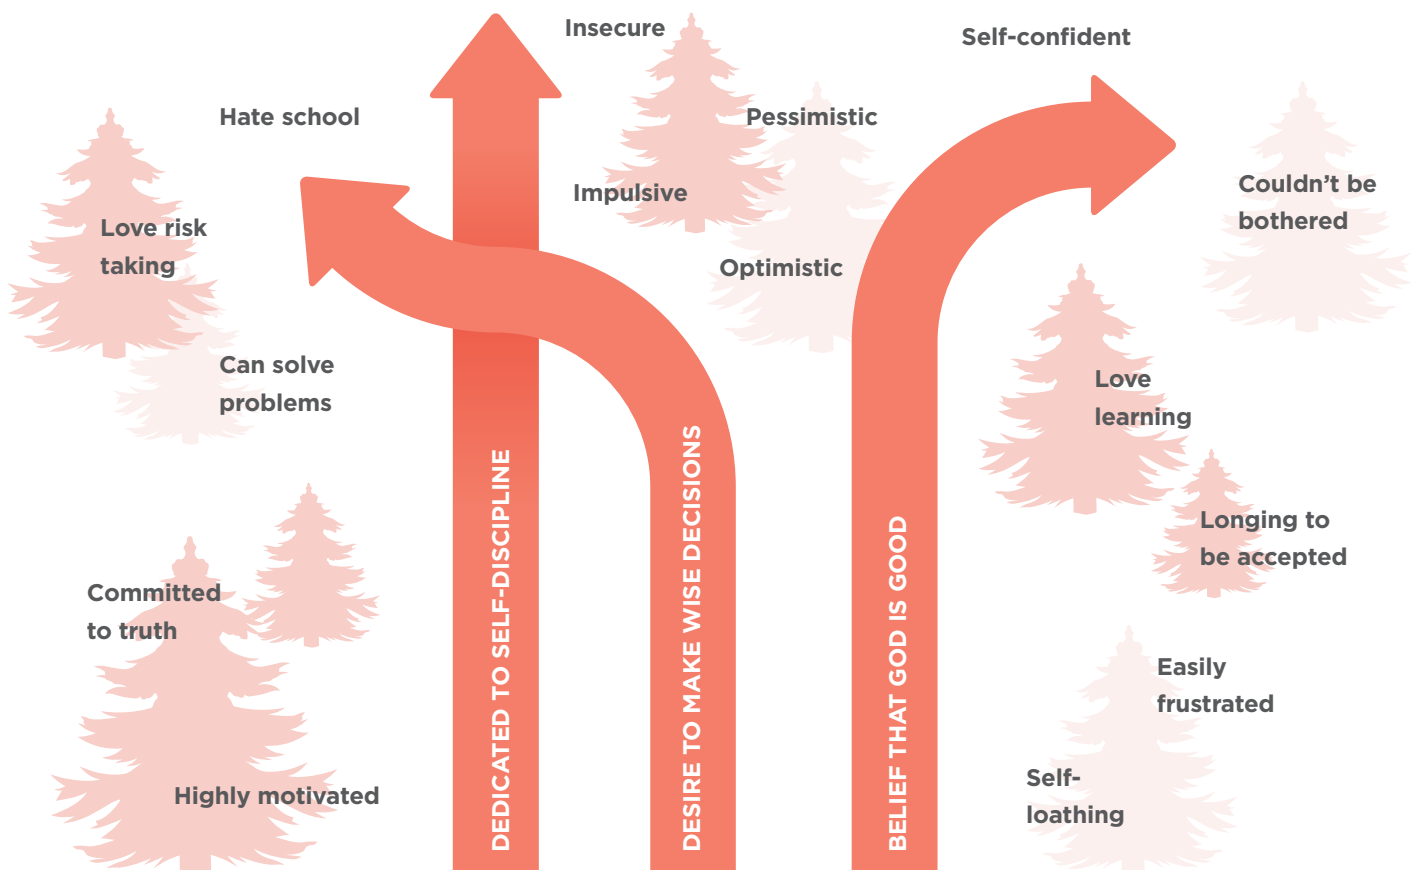 Insecure
Self-confident
Hate school
Pessimistic
Impulsive
Couldn’t be
bothered
Love risk
taking
Optimistic
Can solve
problems
Love
learning
Longing to
be accepted
Committed
to truth
Easily
frustrated
Highly motivated
Self-
loathing
DEDICATED TO SELF-DISCIPLINE
DESIRE TO MAKE WISE DECISIONS
BELIEF THAT GOD IS GOOD